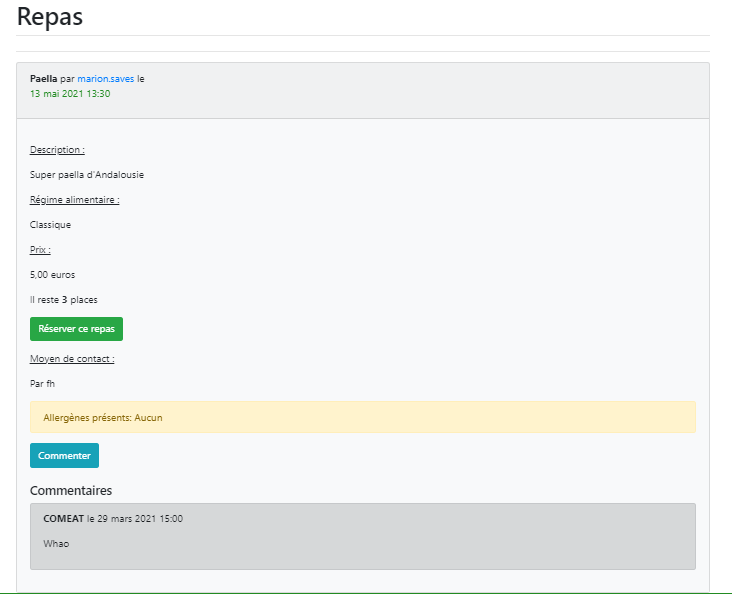 Repas
Paella par marion.saves le
13 mai 2021 13:30
Description :
Super paella d'Andalousie
Régime alimentaire :
Classique
Prix :
5,00 euros
Il reste 3 places
Réserver ce repas
Moyen de contact :
Par fh
Allergènes présents: Aucun
Commenter
Commentaires
COMEAT le 29 mars 2021 15:00
Whao